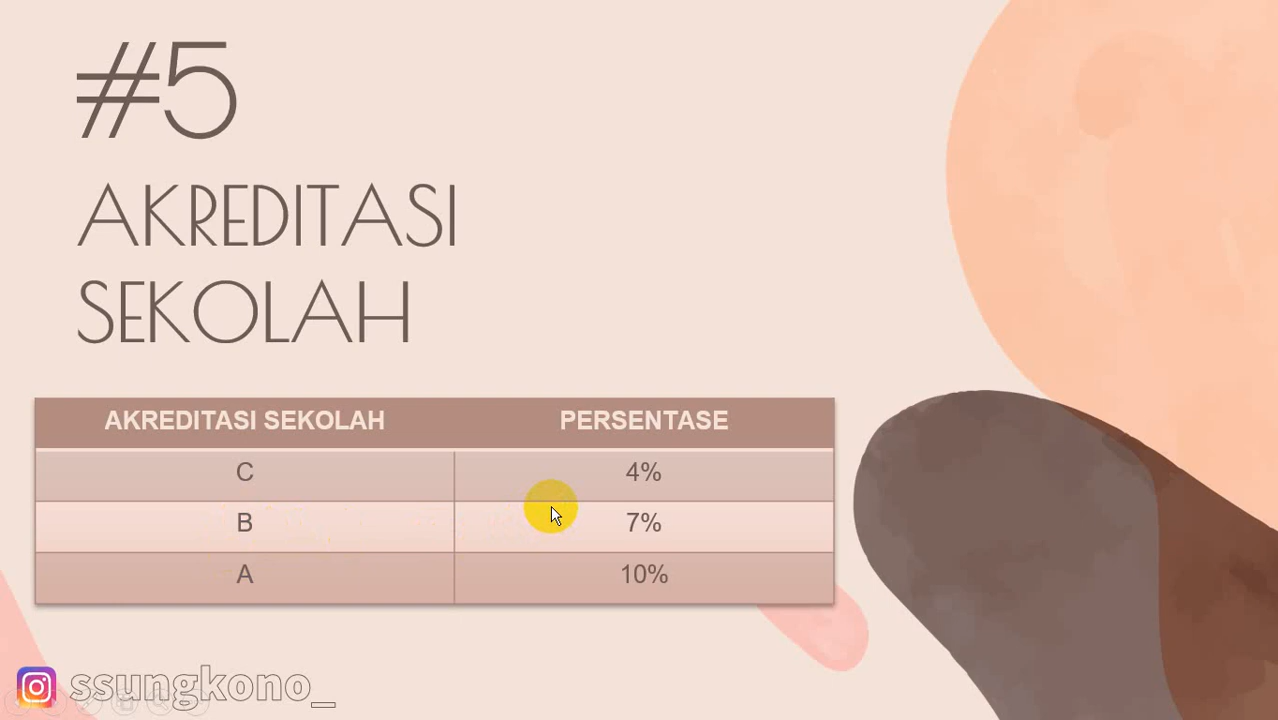 #5
AKREDITASI
SEKOLAH
AKREDITASI SEKOLAH PERSENTASE
C 4%
B 7%
A 10%
ssungkono_